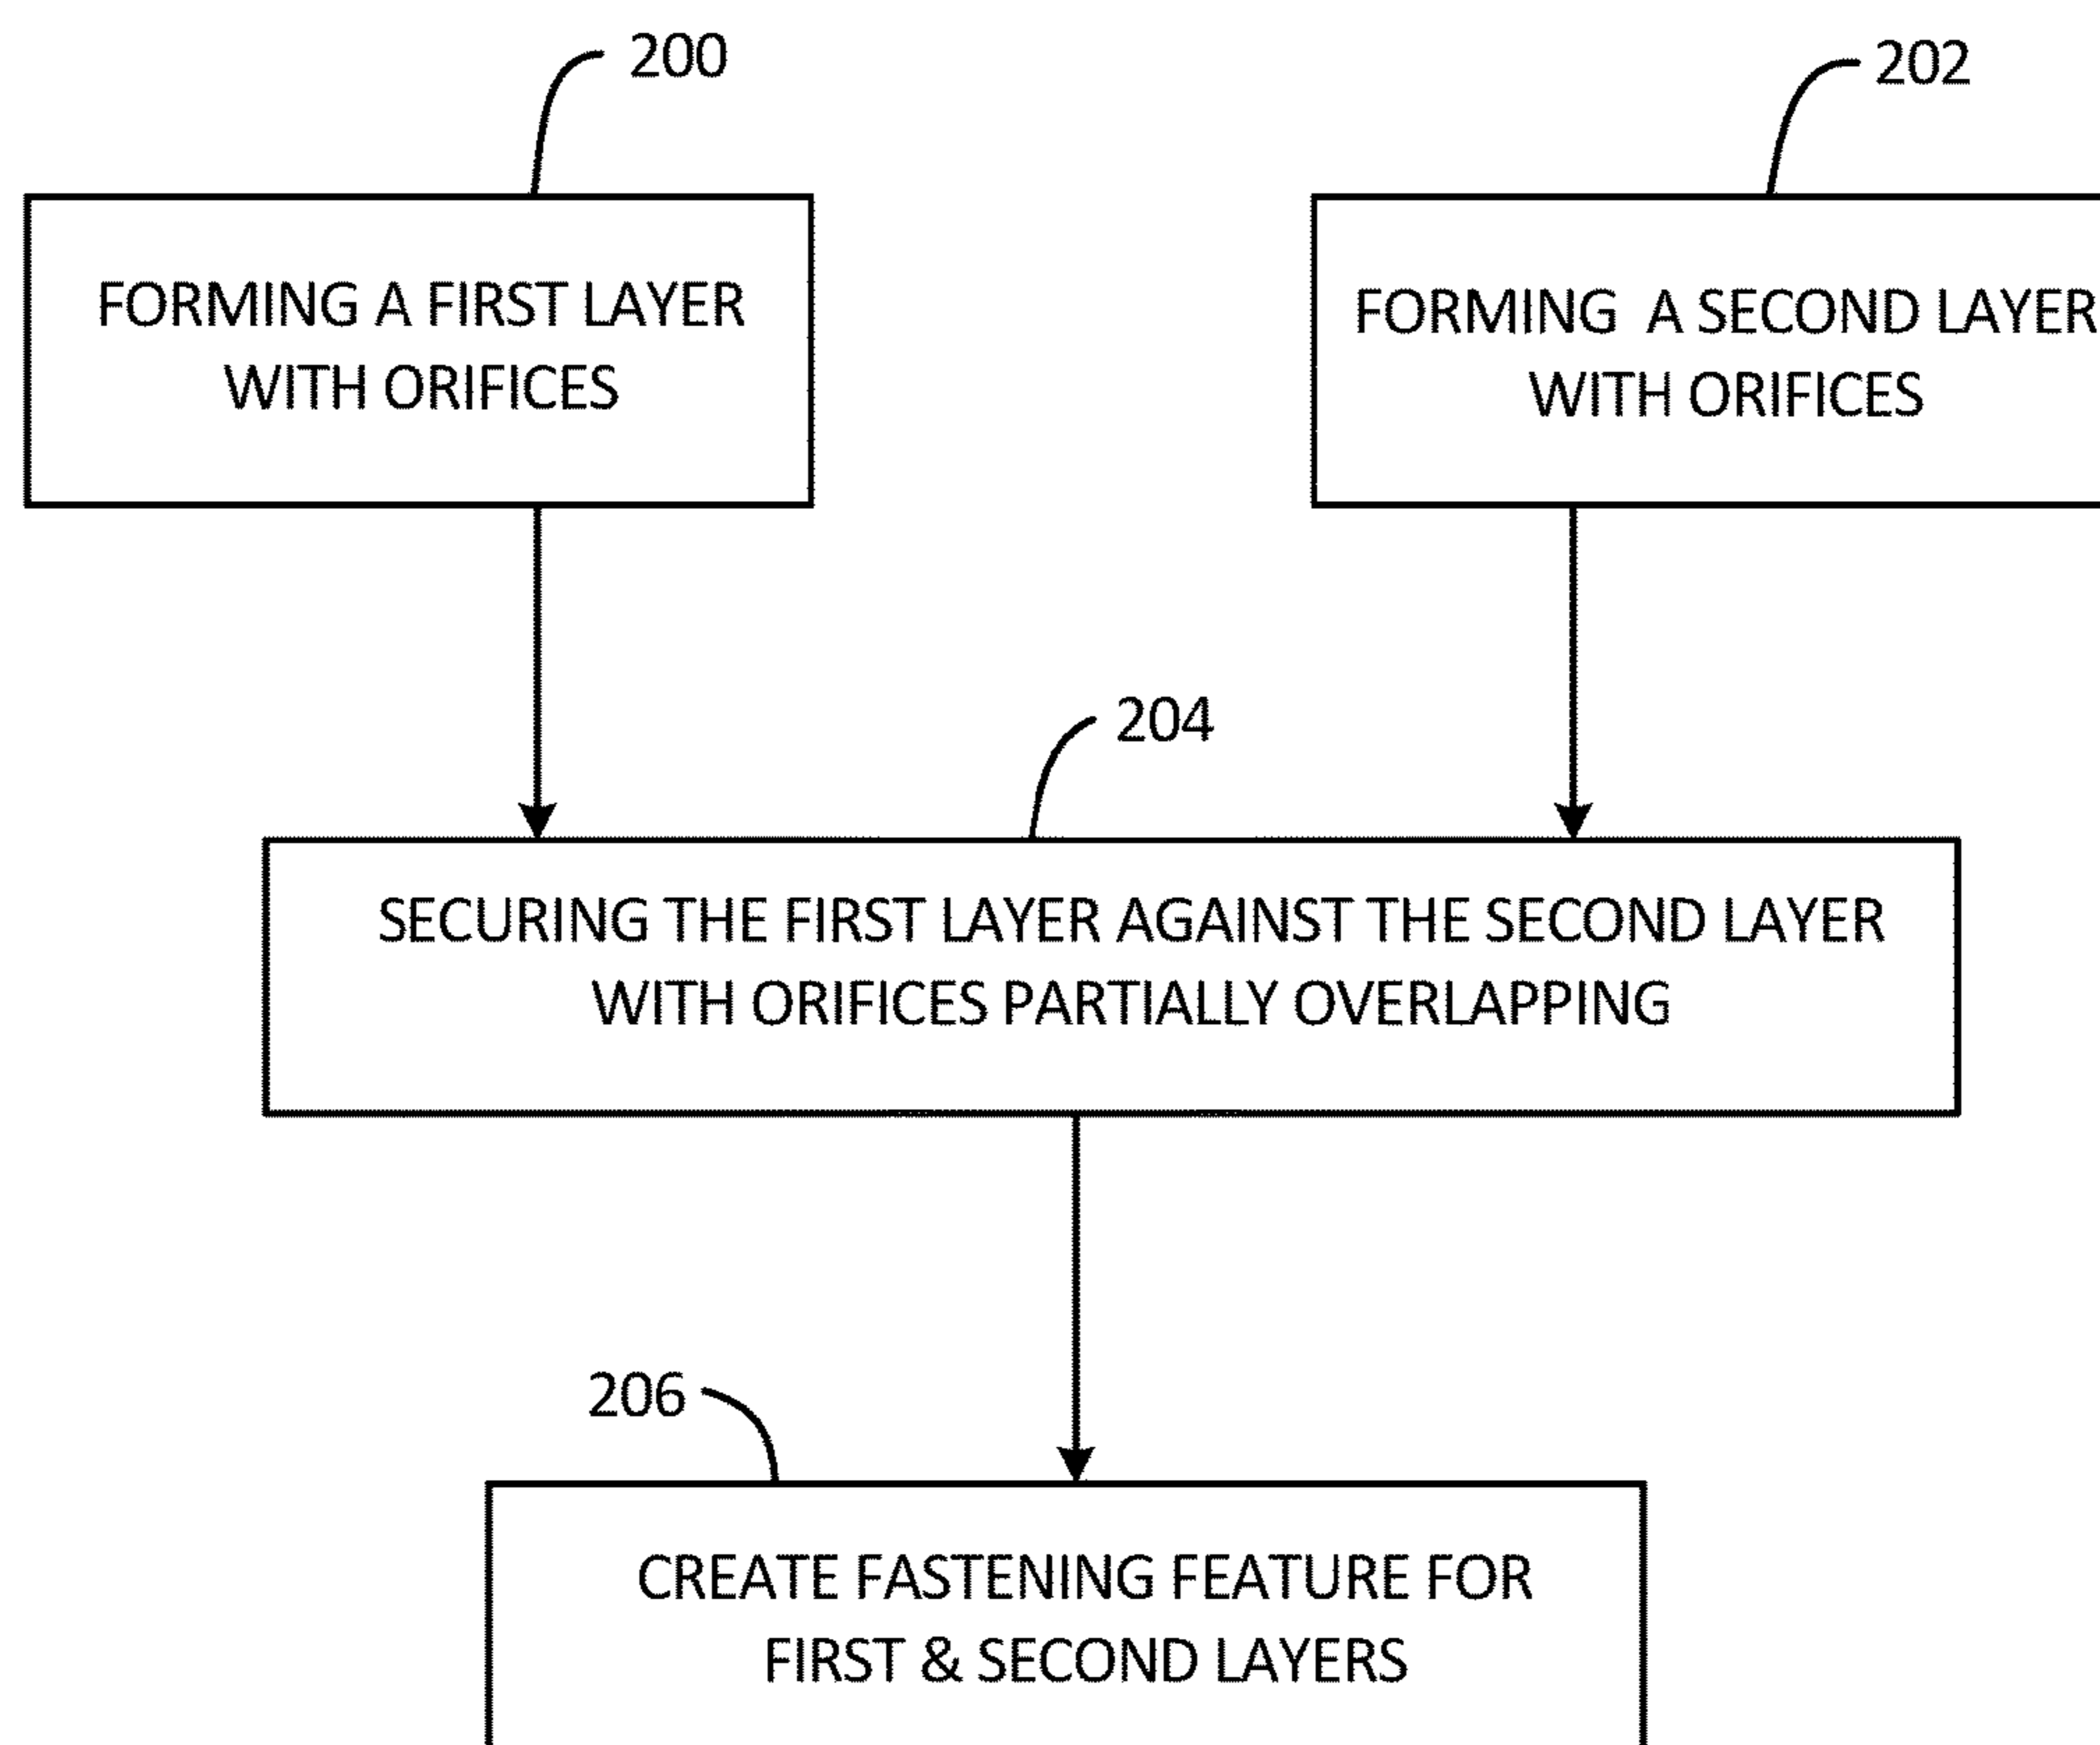 200
202
FORMING A FIRST LAYER
WITH ORIFICES
FORMING A SECOND LAYER
WITH ORIFICES
204
SECURING THE FIRST LAYER AGAINST THE SECOND LAYER
WITH ORIFICES PARTIALLY OVERLAPPING
206
CREATE FASTENING FEATURE FOR
FIRST & SECOND LAYERS